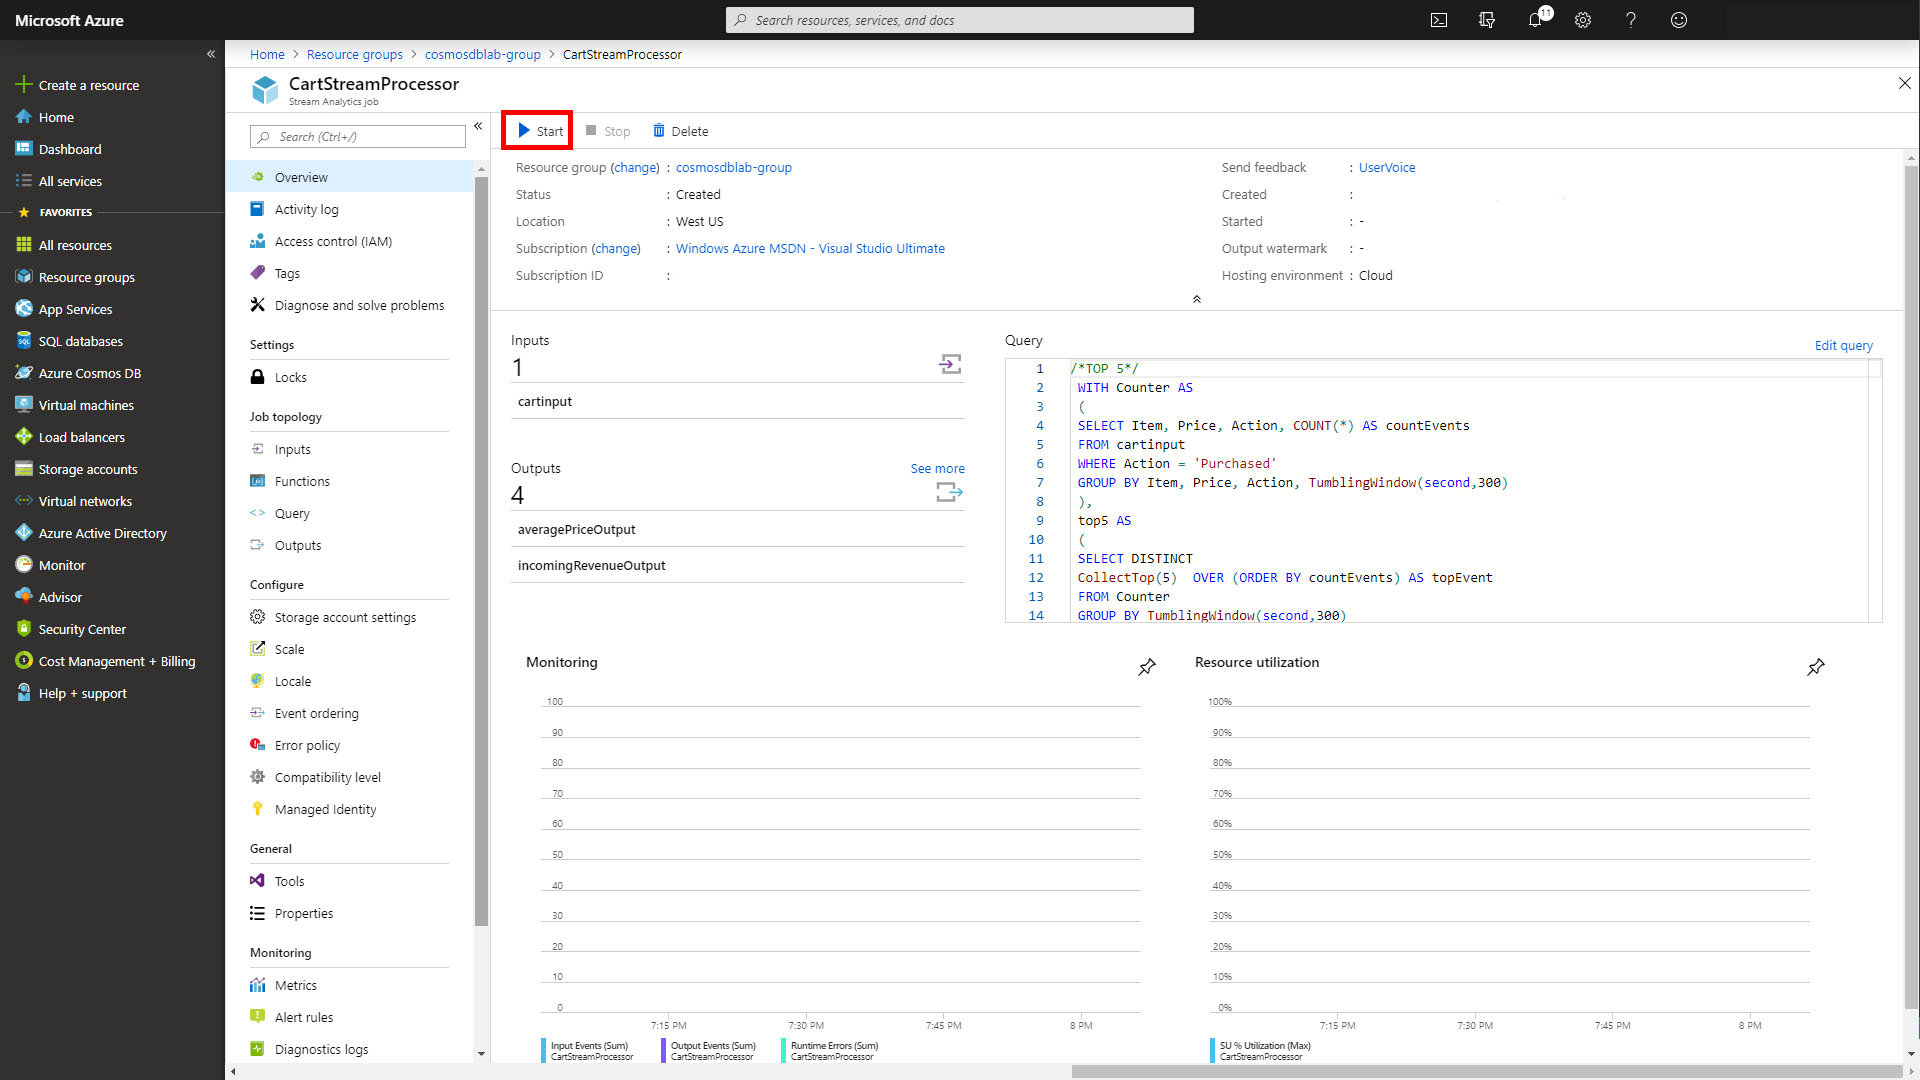 Microsoft Azure
Search resources, services, and docs
11
Create a resource
Home
Dashboard
All services
FAVORITES
All resources
Resource groups
App Services
SQL databases
Azure Cosmos DB
Virtual machines
Load balancers
Storage accounts
Virtual networks
Azure Active Directory
Monitor
Advisor
Security Center
Cost Management + Billing
Help + support
Home > Resource groups > cosmosdblab-group > CartStreamProcessor
CartStreamProcessor
Stream Analytics job
Search (Ctrl+/)
Overview
Activity log
Access control (IAM)
Tags
Diagnose and solve problems
Settings
Locks
Job topology
Inputs
Functions
Query
Outputs
Configure
Storage account settings
Scale
Locale
Event ordering
Error policy
Compatibility level
Managed Identity
General
Tools
Properties
Monitoring
Metrics
Alert rules
Diagnostics logs
Start Stop Delete
Resource group (change) : cosmosdblab-group
Status : Created
Location : West US
Subscription (change) : Windows Azure MSDN - Visual Studio Ultimate
Subscription ID :
Send feedback : UserVoice
Created :
Started : -
Output watermark : -
Hosting environment : Cloud
Inputs
1
cartinput
Outputs See more
4
averagePriceOutput
incomingRevenueOutput
Query Edit query
1 /*TOP 5*/
2 WITH Counter AS
3 (
4 SELECT Item, Price, Action, COUNT(*) AS countEvents
5 FROM cartinput
6 WHERE Action = 'Purchased'
7 GROUP BY Item, Price, Action, TumblingWindow(second,300)
8 ),
9 top5 AS
10 (
11 SELECT DISTINCT
12 CollectTop(5)  OVER (ORDER BY countEvents) AS topEvent
13 FROM Counter
14 GROUP BY TumblingWindow(second,300)
Monitoring
100
90
80
70
60
50
40
30
20
10
0
7:15 PM 7:30 PM 7:45 PM 8 PM
Input Events (Sum) Output Events (Sum) Runtime Errors (Sum)
CartStreamProcessor CartStreamProcessor CartStreamProcessor
Resource utilization
100%
90%
80%
70%
60%
50%
40%
30%
20%
10%
0%
7:15 PM 7:30 PM 7:45 PM 8 PM
SU % Utilization (Max)
CartStreamProcessor